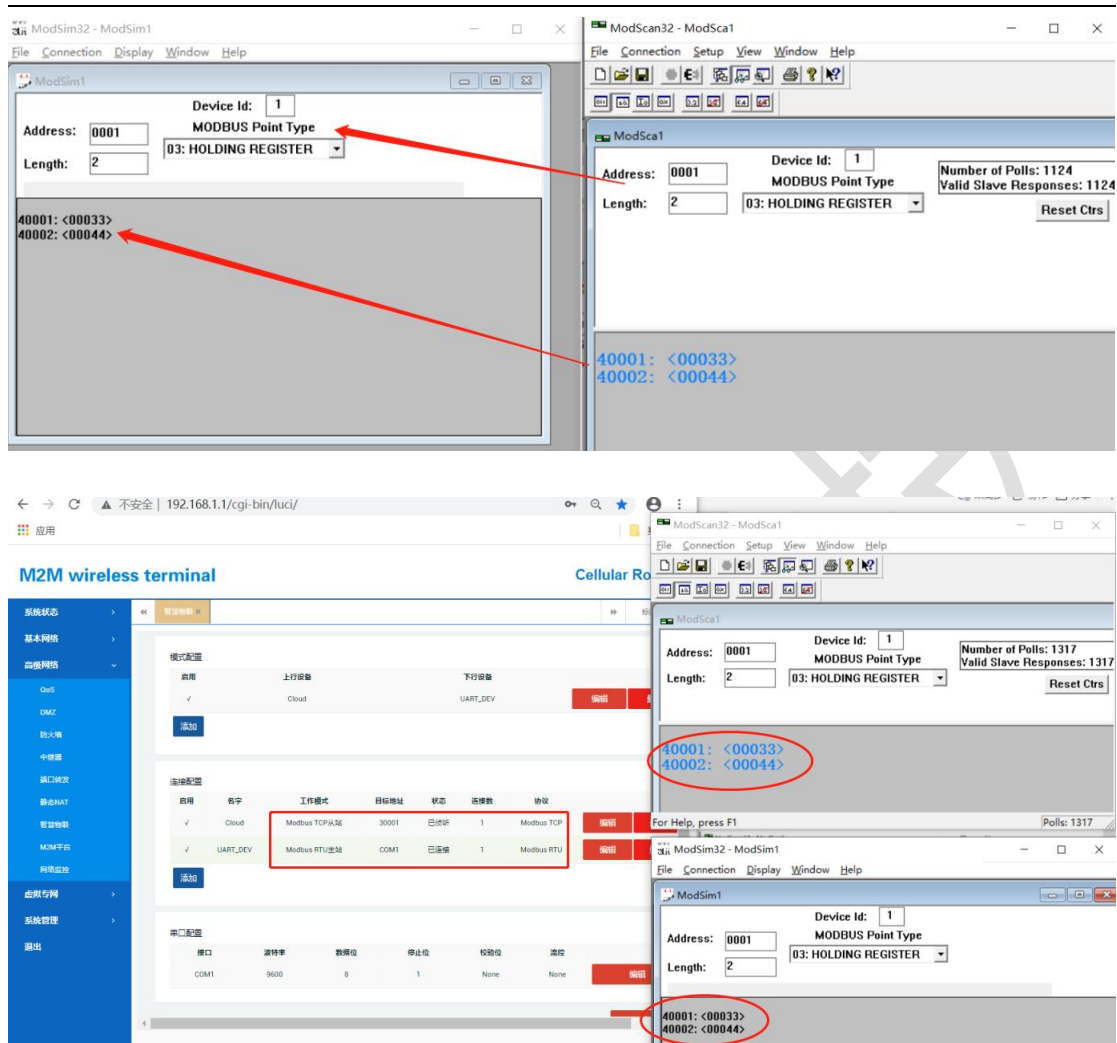 ModSim32 - ModSim1
File Connection Display Window Help
ModSim1
Device Id: 1
Address: 0001
MODBUS Point Type
03: HOLDING REGISTER
Length: 2
40001: <00033>
40002: <00044>
ModScan32 - ModSca1
File Connection Setup View Window Help
ModSca1
Device Id: 1
Address: 0001
MODBUS Point Type
Number of Polls: 1124
Valid Slave Responses: 1124
Length: 2
03: HOLDING REGISTER
Reset Ctrs
40001: <00033>
40002: <00044>
不安全 | 192.168.1.1/cgi-bin/luci/
应用
M2M wireless terminal
Cellular Ro
系统状态
基本网络
高级网络
QoS
DMZ
防火墙
中继器
端口转发
静态NAT
智慧物联
M2M平台
网络监控
虚拟专网
系统管理
退出
智慧物联
模式配置
启用 上行设备 下行设备
√ Cloud UART_DEV 编辑
添加
连接配置
启用 名字 工作模式 目标地址 状态 连接数 协议
√ Cloud Modbus TCP从站 30001 已侦听 1 Modbus TCP 编辑
√ UART_DEV Modbus RTU主站 COM1 已连接 1 Modbus RTU 编辑
添加
串口配置
接口 波特率 数据位 停止位 校验位 流控
COM1 9600 8 1 None None 编辑
ModScan32 - ModSca1
File Connection Setup View Window Help
ModSca1
Device Id: 1
Address: 0001
MODBUS Point Type
Number of Polls: 1317
Valid Slave Responses: 1317
Length: 2
03: HOLDING REGISTER
Reset Ctrs
40001: <00033>
40002: <00044>
For Help, press F1
Polls: 1317
ModSim32 - ModSim1
File Connection Display Window Help
ModSim1
Device Id: 1
Address: 0001
MODBUS Point Type
03: HOLDING REGISTER
Length: 2
40001: <00033>
40002: <00044>